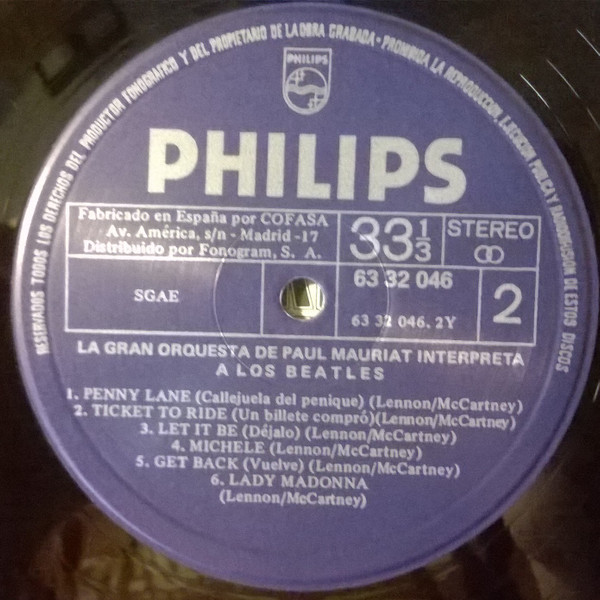 RESERVADOS TODOS LOS DERECHOS DEL PRODUCTOR FONOGRAFICO Y DEL PROPIETARIO DE LA OBRA GRABADA - PROHIBIDA LA REPRODUCCION, EJECUCION PUBLICA Y RADIODIFUSION DE ESTOS DISCOS
PHILIPS
PHILIPS
Fabricado en España por COFASA
Av. América, s/n - Madrid -17
Distribuido por Fonogram, S. A.
33 1/3
STEREO
SGAE
63 32 046
63 32 046. 2Y
2
LA GRAN ORQUESTA DE PAUL MAURIAT INTERPRETA
A LOS BEATLES
1. PENNY LANE (Callejuela del penique) (Lennon/McCartney)
2. TICKET TO RIDE (Un billete compró)(Lennon/McCartney)
3. LET IT BE (Déjalo) (Lennon/McCartney)
4. MICHELE (Lennon/McCartney)
5. GET BACK (Vuelve) (Lennon/McCartney)
6. LADY MADONNA
(Lennon/McCartney)